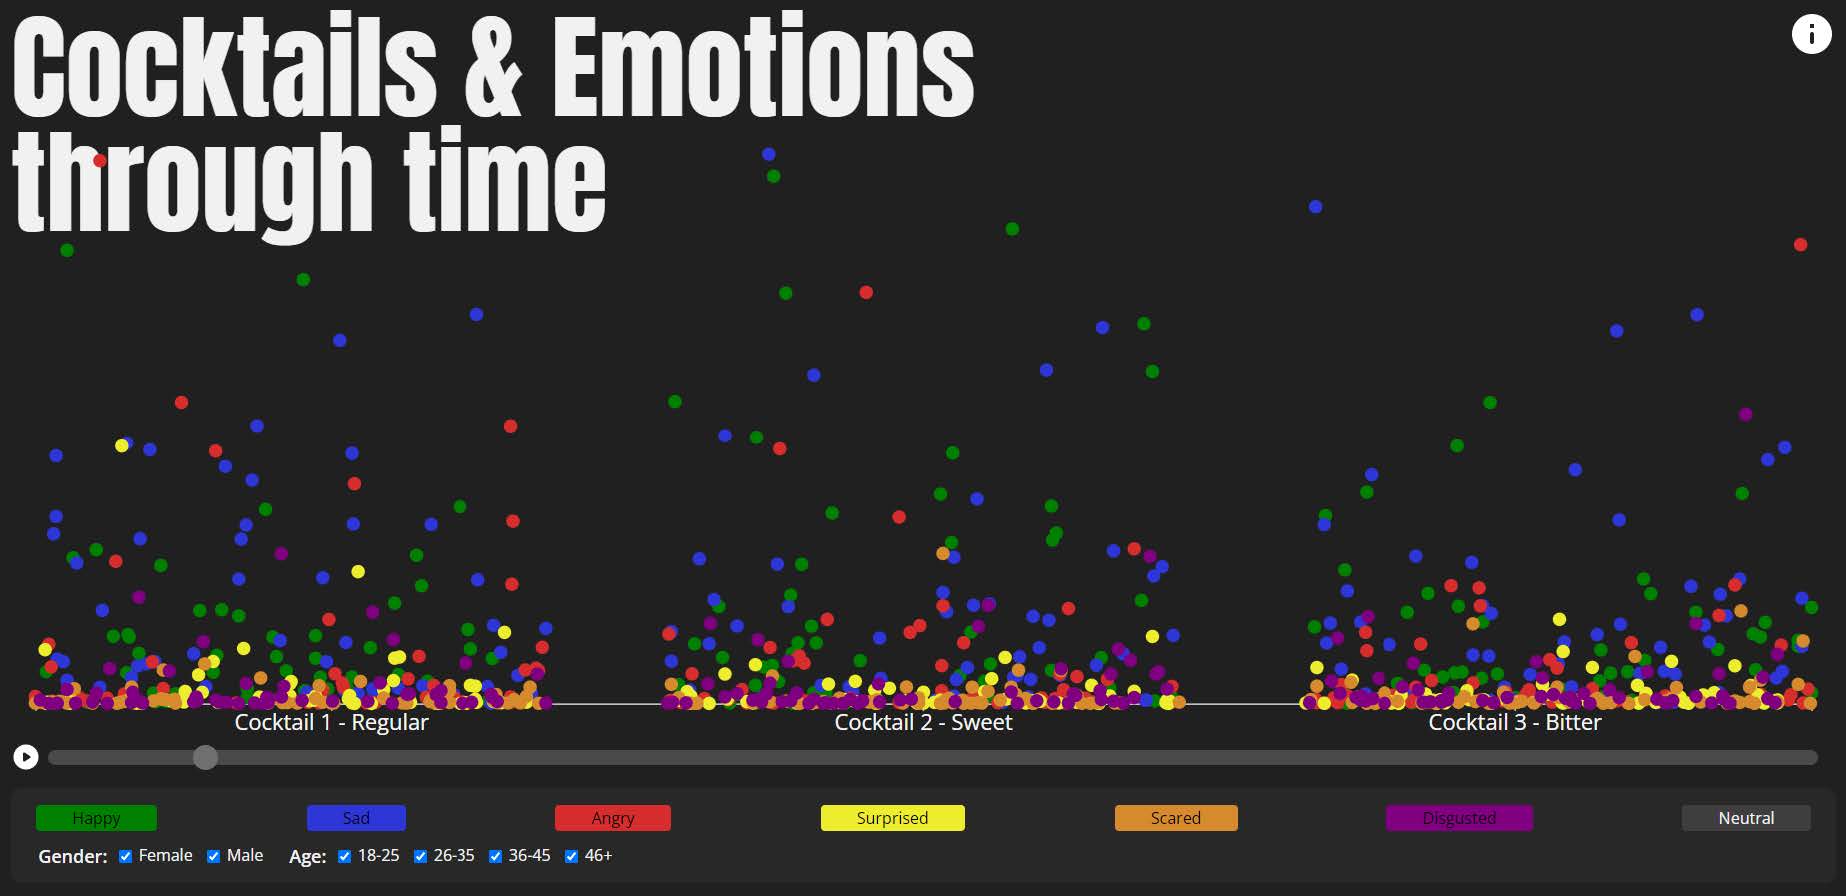 Cocktails & Emotions
through time
i
Cocktail 1 - Regular
Cocktail 2 - Sweet
Cocktail 3 - Bitter
Happy
Sad
Angry
Surprised
Scared
Disgusted
Neutral
Gender: Female Male Age: 18-25 26-35 36-45 46+